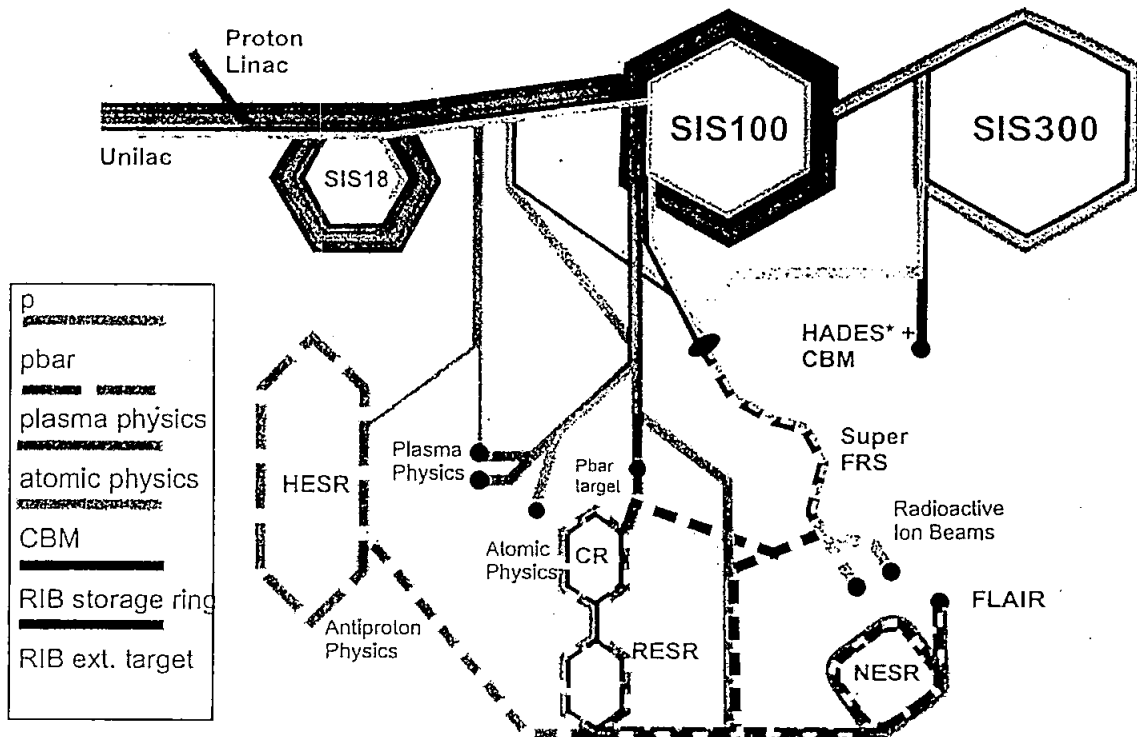 Proton
Linac
Unilac
SIS18
SIS100
SIS300
p
pbar
plasma physics
atomic physics
CBM
RIB storage ring
RIB ext. target
HESR
Plasma
Physics
Pbar
target
HADES* +
CBM
Super
FRS
Radioactive
Ion Beams
Atomic
Physics
CR
Antiproton
Physics
RESR
FLAIR
NESR